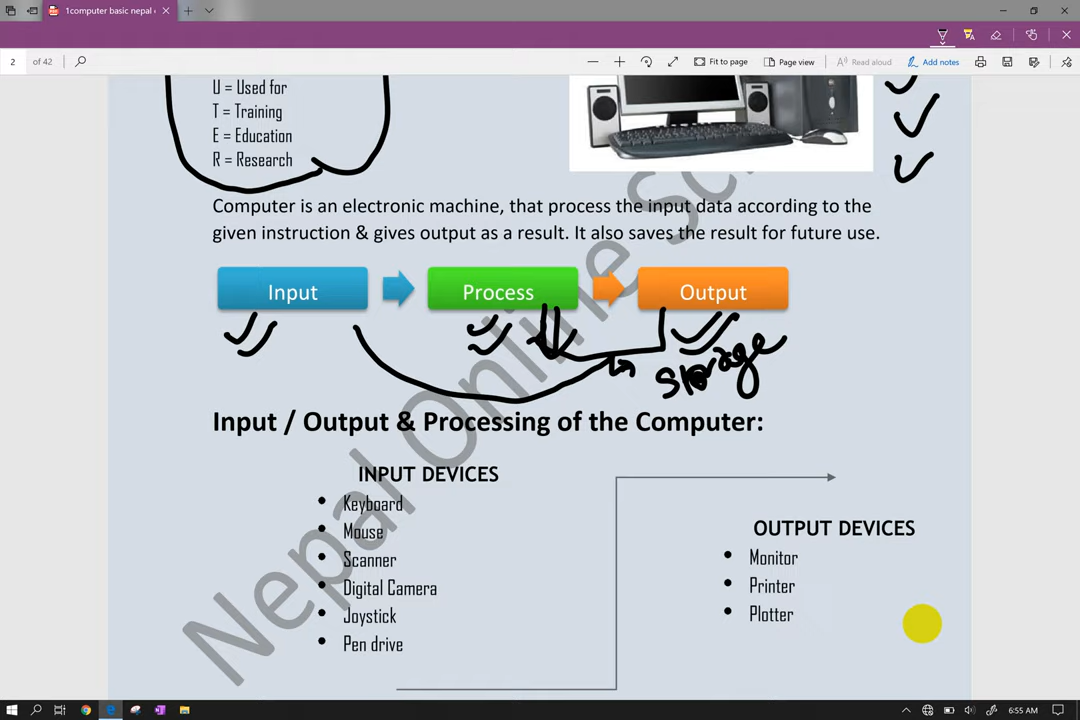 1computer basic nepal
2 of 42
Fit to page
Page view
Read aloud
Add notes
U = Used for
T = Training
E = Education
R = Research
Computer is an electronic machine, that process the input data according to the
given instruction & gives output as a result. It also saves the result for future use.
Input
Process
Output
Storage
Input / Output & Processing of the Computer:
INPUT DEVICES
• Keyboard
• Mouse
• Scanner
• Digital Camera
• Joystick
• Pen drive
OUTPUT DEVICES
• Monitor
• Printer
• Plotter
Nepal Online
6:55 AM